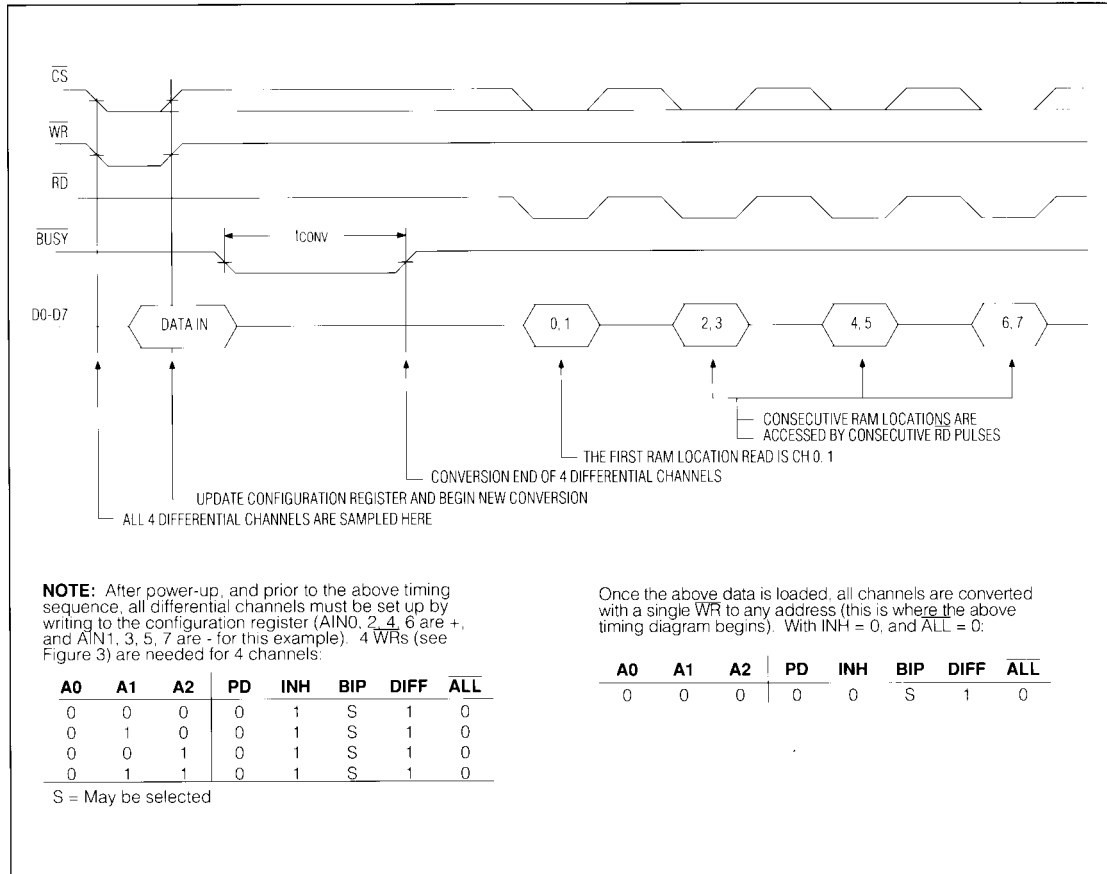 CS
WR
RD
BUSY
tCONV
D0-D7
DATA IN
0, 1
2, 3
4, 5
6, 7
CONSECUTIVE RAM LOCATIONS ARE
ACCESSED BY CONSECUTIVE RD PULSES
THE FIRST RAM LOCATION READ IS CH 0. 1
CONVERSION END OF 4 DIFFERENTIAL CHANNELS
UPDATE CONFIGURATION REGISTER AND BEGIN NEW CONVERSION
ALL 4 DIFFERENTIAL CHANNELS ARE SAMPLED HERE
NOTE: After power-up, and prior to the above timing
sequence, all differential channels must be set up by
writing to the configuration register (AIN0, 2, 4, 6 are +,
and AIN1, 3, 5, 7 are - for this example). 4 WRs (see
Figure 3) are needed for 4 channels:
A0 A1 A2 PD INH BIP DIFF ALL
0 0 0 0 1 S 1 0
0 1 0 0 1 S 1 0
0 0 1 0 1 S 1 0
0 1 1 0 1 S 1 0
S = May be selected
Once the above data is loaded, all channels are converted
with a single WR to any address (this is where the above
timing diagram begins). With INH = 0, and ALL = 0:
A0 A1 A2 PD INH BIP DIFF ALL
0 0 0 0 0 S 1 0